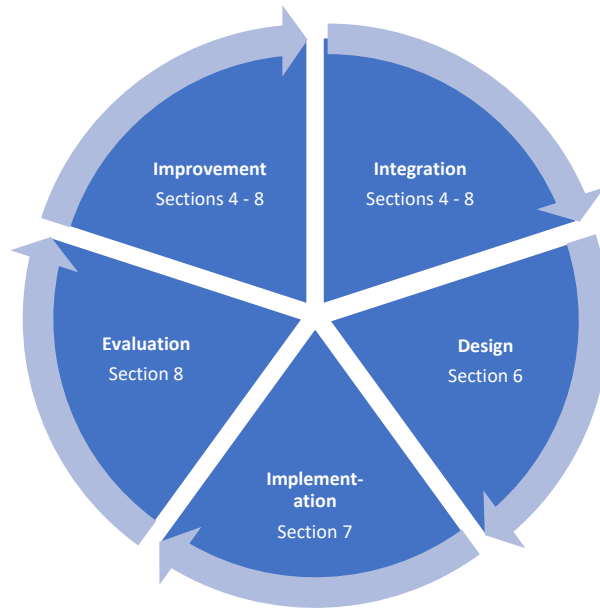 Improvement
Sections 4 - 8
Integration
Sections 4 - 8
Evaluation
Section 8
Design
Section 6
Implement-
ation
Section 7